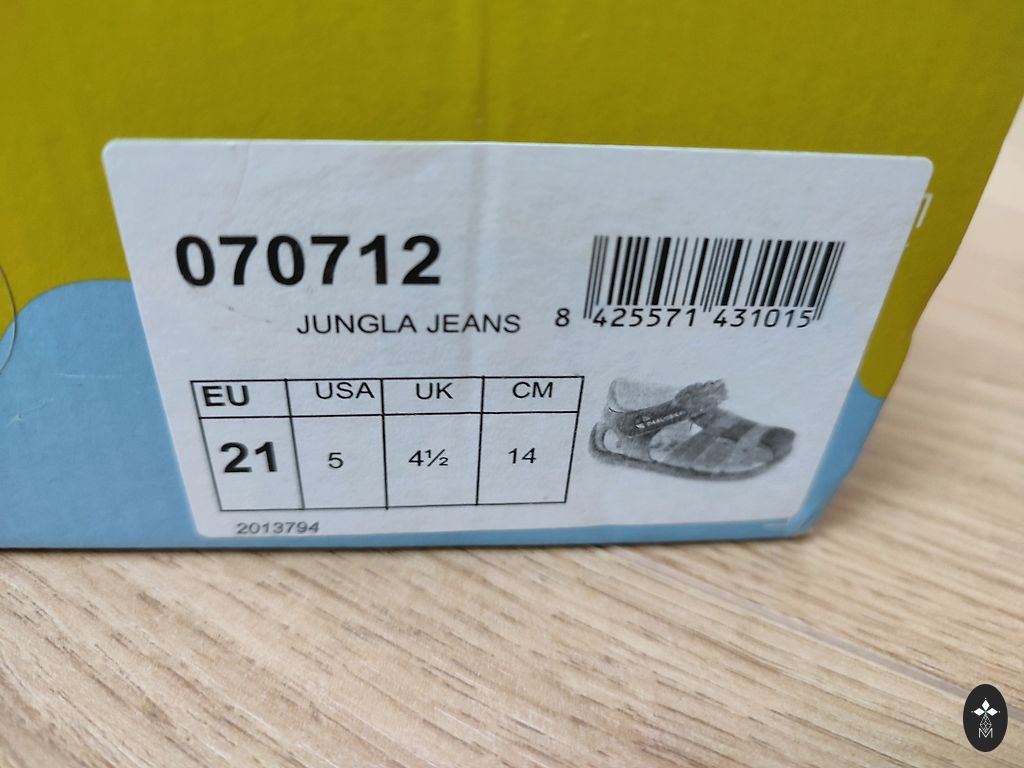 070712
JUNGLA JEANS
8 425571 431015
EU USA UK CM
21 5 4½ 14
2013794
M